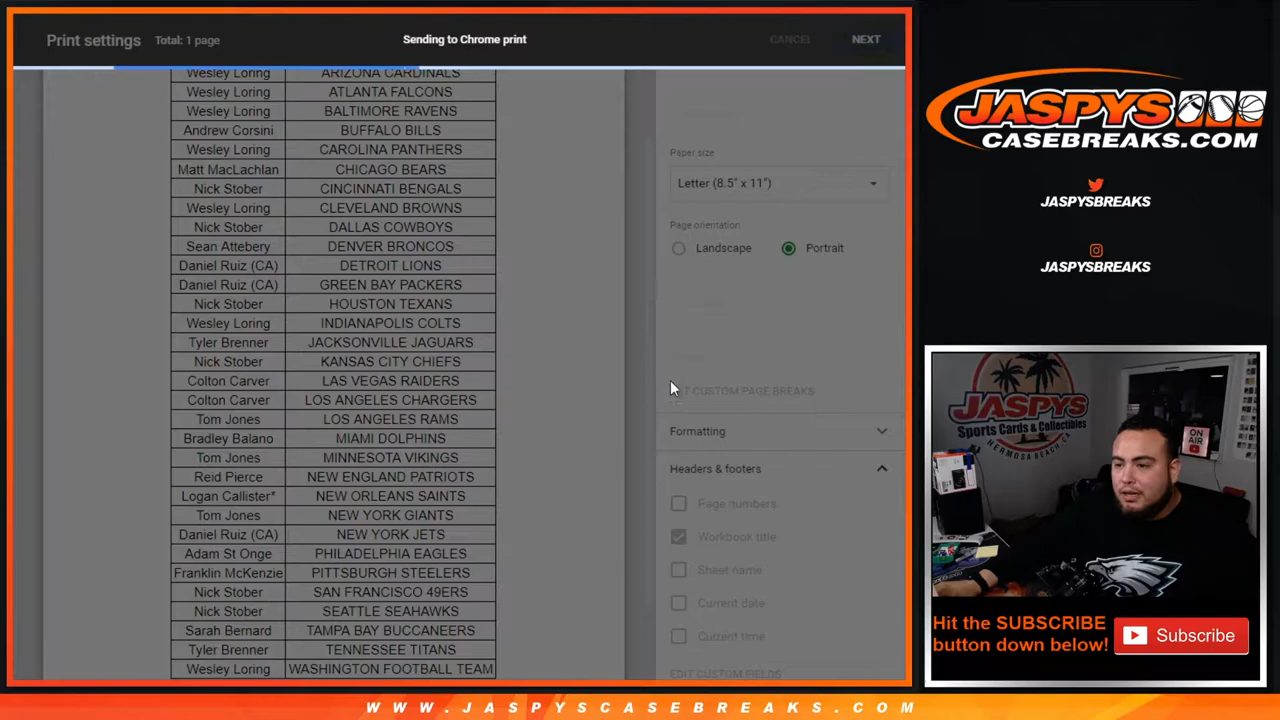 Print settings Total: 1 page Sending to Chrome print CANCEL NEXT
Wesley Loring ARIZONA CARDINALS
Wesley Loring ATLANTA FALCONS
Wesley Loring BALTIMORE RAVENS
Andrew Corsini BUFFALO BILLS
Wesley Loring CAROLINA PANTHERS
Matt MacLachlan CHICAGO BEARS
Nick Stober CINCINNATI BENGALS
Wesley Loring CLEVELAND BROWNS
Nick Stober DALLAS COWBOYS
Sean Attebery DENVER BRONCOS
Daniel Ruiz (CA) DETROIT LIONS
Daniel Ruiz (CA) GREEN BAY PACKERS
Nick Stober HOUSTON TEXANS
Wesley Loring INDIANAPOLIS COLTS
Tyler Brenner JACKSONVILLE JAGUARS
Nick Stober KANSAS CITY CHIEFS
Colton Carver LAS VEGAS RAIDERS
Colton Carver LOS ANGELES CHARGERS
Tom Jones LOS ANGELES RAMS
Bradley Balano MIAMI DOLPHINS
Tom Jones MINNESOTA VIKINGS
Reid Pierce NEW ENGLAND PATRIOTS
Logan Callister* NEW ORLEANS SAINTS
Tom Jones NEW YORK GIANTS
Daniel Ruiz (CA) NEW YORK JETS
Adam St Onge PHILADELPHIA EAGLES
Franklin McKenzie PITTSBURGH STEELERS
Nick Stober SAN FRANCISCO 49ERS
Nick Stober SEATTLE SEAHAWKS
Sarah Bernard TAMPA BAY BUCCANEERS
Tyler Brenner TENNESSEE TITANS
Wesley Loring WASHINGTON FOOTBALL TEAM
Paper size
Letter (8.5" x 11")
Page orientation
Landscape Portrait
CUSTOM PAGE BREAKS
Formatting
Headers & footers
Page numbers
Workbook title
Sheet name
Current date
Current time
EDIT CUSTOM FIELDS
JASPYS
CASEBREAKS.COM
JASPYSBREAKS
JASPYSBREAKS
JASPYS
Sports Cards & Collectibles
HERMOSA BEACH, CA
ON
AIR
Hit the SUBSCRIBE
button down below!
Subscribe
WWW.JASPYSCASEBREAKS.COM